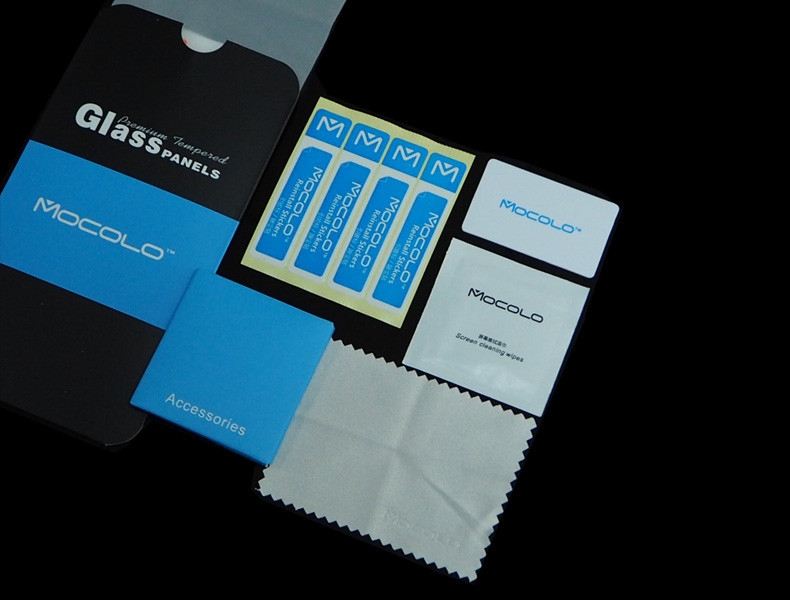 Glass
Premium Tempered
PANELS
MOCOLO™
Accessories
M
M
M
M
MOCOLO™
Reinstall Stickers
MOCOLO™
Reinstall Stickers
MOCOLO™
Reinstall Stickers
MOCOLO™
Reinstall Stickers
MOCOLO™
MOCOLO
Screen cleaning wipes
MOCOLO